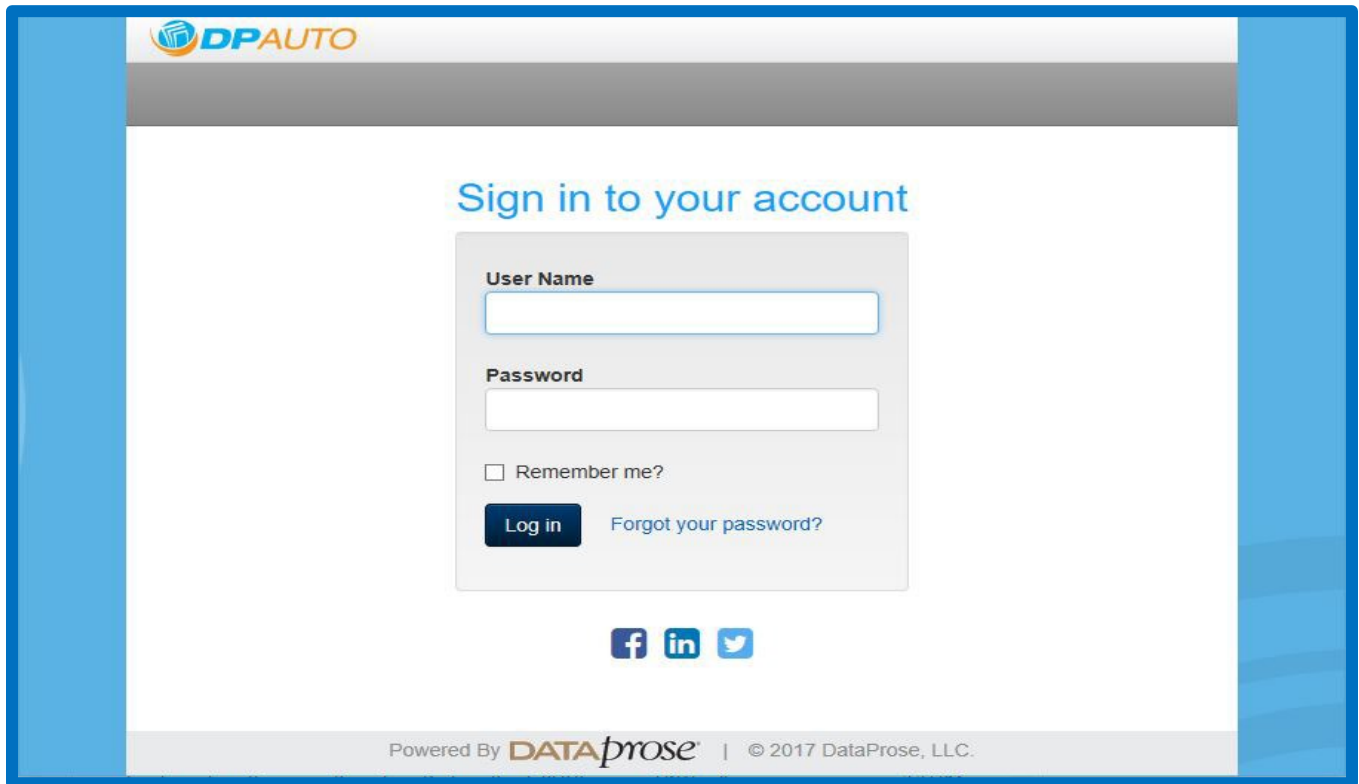 DPAUTO
Sign in to your account
User Name
Password
Remember me?
Log in Forgot your password?
f in
Powered By DATAprose | © 2017 DataProse, LLC.